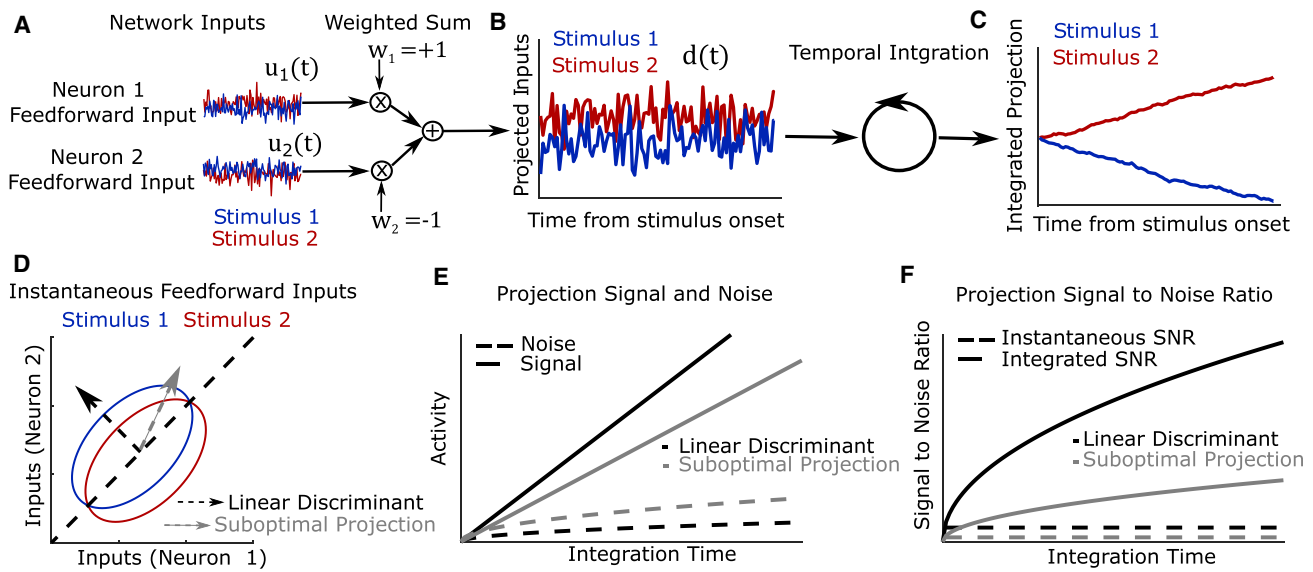 A
Network Inputs
Weighted Sum
w1 =+1
u1(t)
Neuron 1
Feedforward Input
Neuron 2
Feedforward Input
u2(t)
Stimulus 1
Stimulus 2
w2 =-1
B
Stimulus 1
Stimulus 2
d(t)
Projected Inputs
Time from stimulus onset
Temporal Intgration
C
Stimulus 1
Stimulus 2
Integrated Projection
Time from stimulus onset
D
Instantaneous Feedforward Inputs
Stimulus 1 Stimulus 2
Inputs (Neuron 2)
Linear Discriminant
Suboptimal Projection
Inputs (Neuron 1)
E
Projection Signal and Noise
Noise
Signal
Activity
Linear Discriminant
Suboptimal Projection
Integration Time
F
Projection Signal to Noise Ratio
Instantaneous SNR
Integrated SNR
Signal to Noise Ratio
Linear Discriminant
Suboptimal Projection
Integration Time